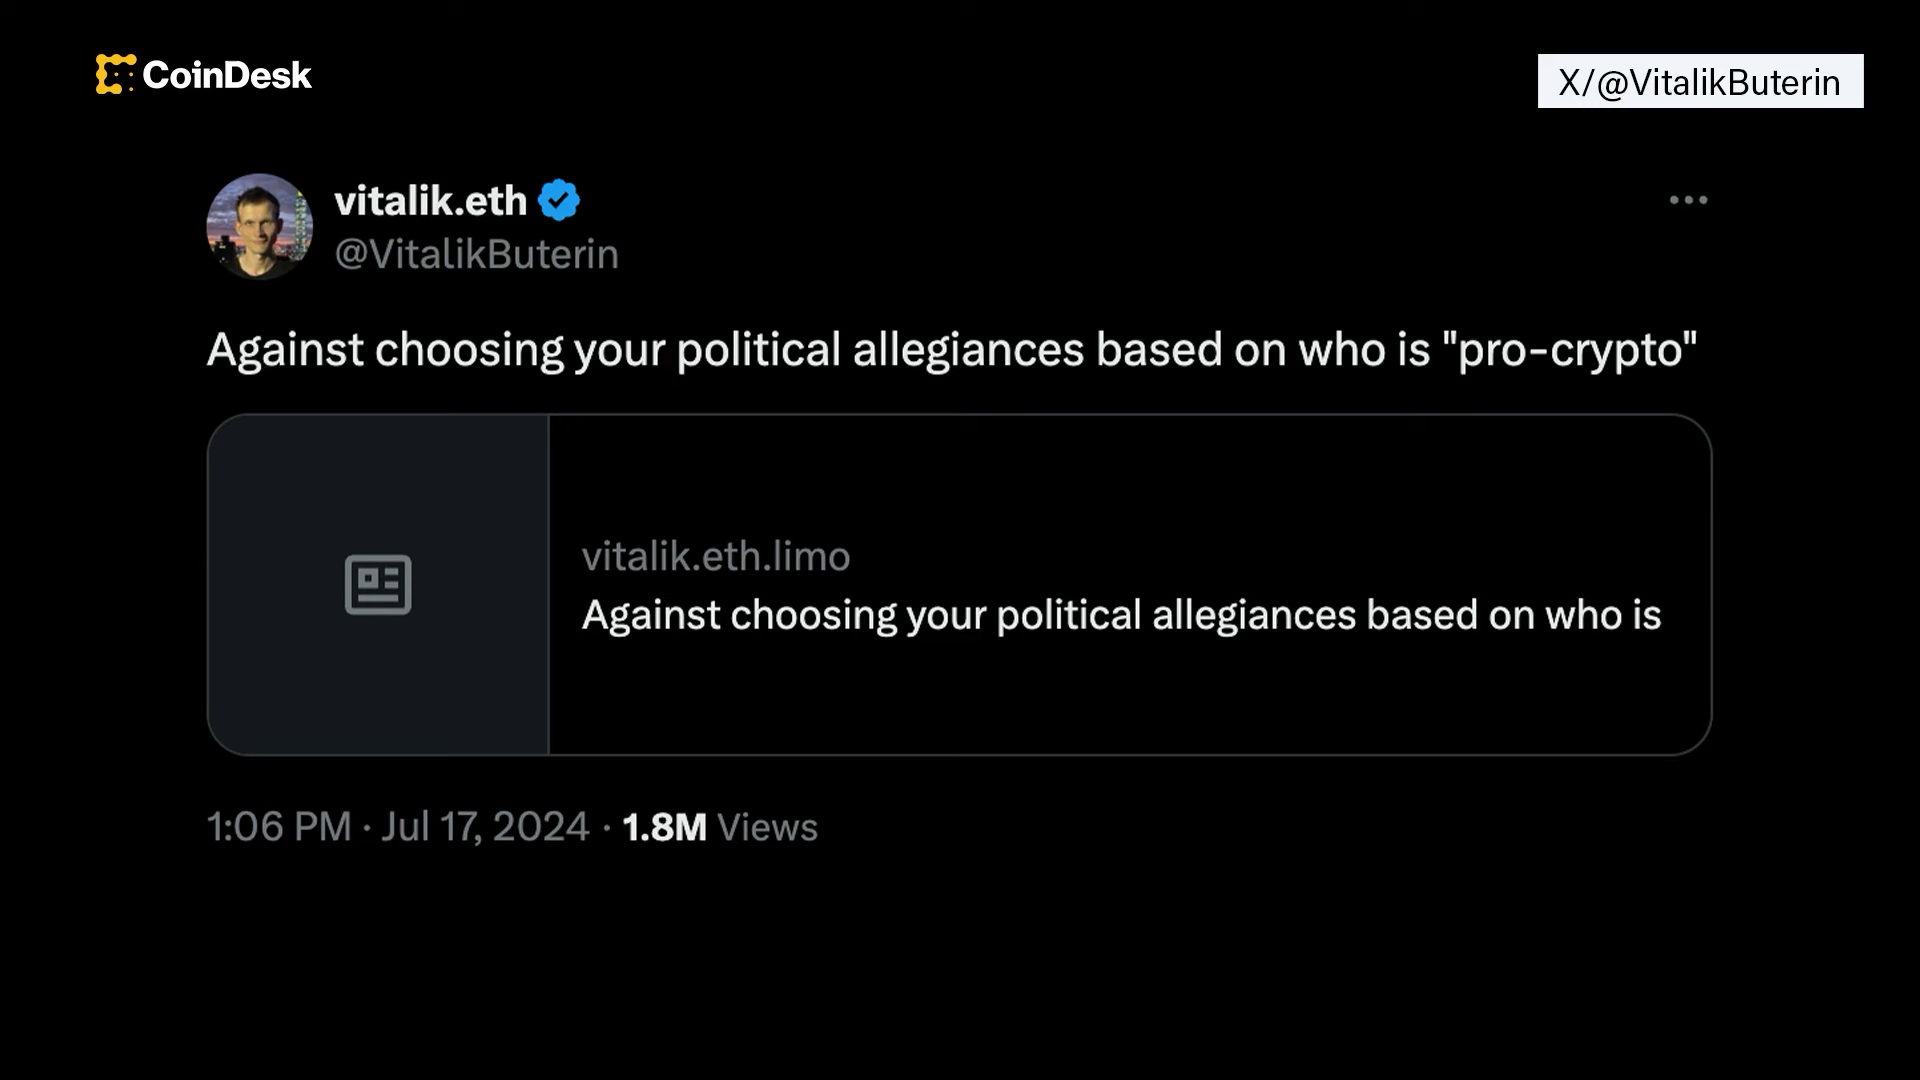 CoinDesk
X/@VitalikButerin
vitalik.eth
@VitalikButerin
Against choosing your political allegiances based on who is "pro-crypto"
vitalik.eth.limo
Against choosing your political allegiances based on who is
1:06 PM · Jul 17, 2024 · 1.8M Views